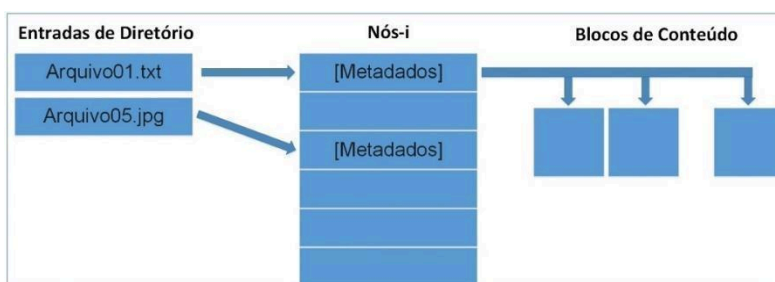 Entradas de Diretório
Nós-i
Blocos de Conteúdo
Arquivo01.txt
[Metadados]
Arquivo05.jpg
[Metadados]